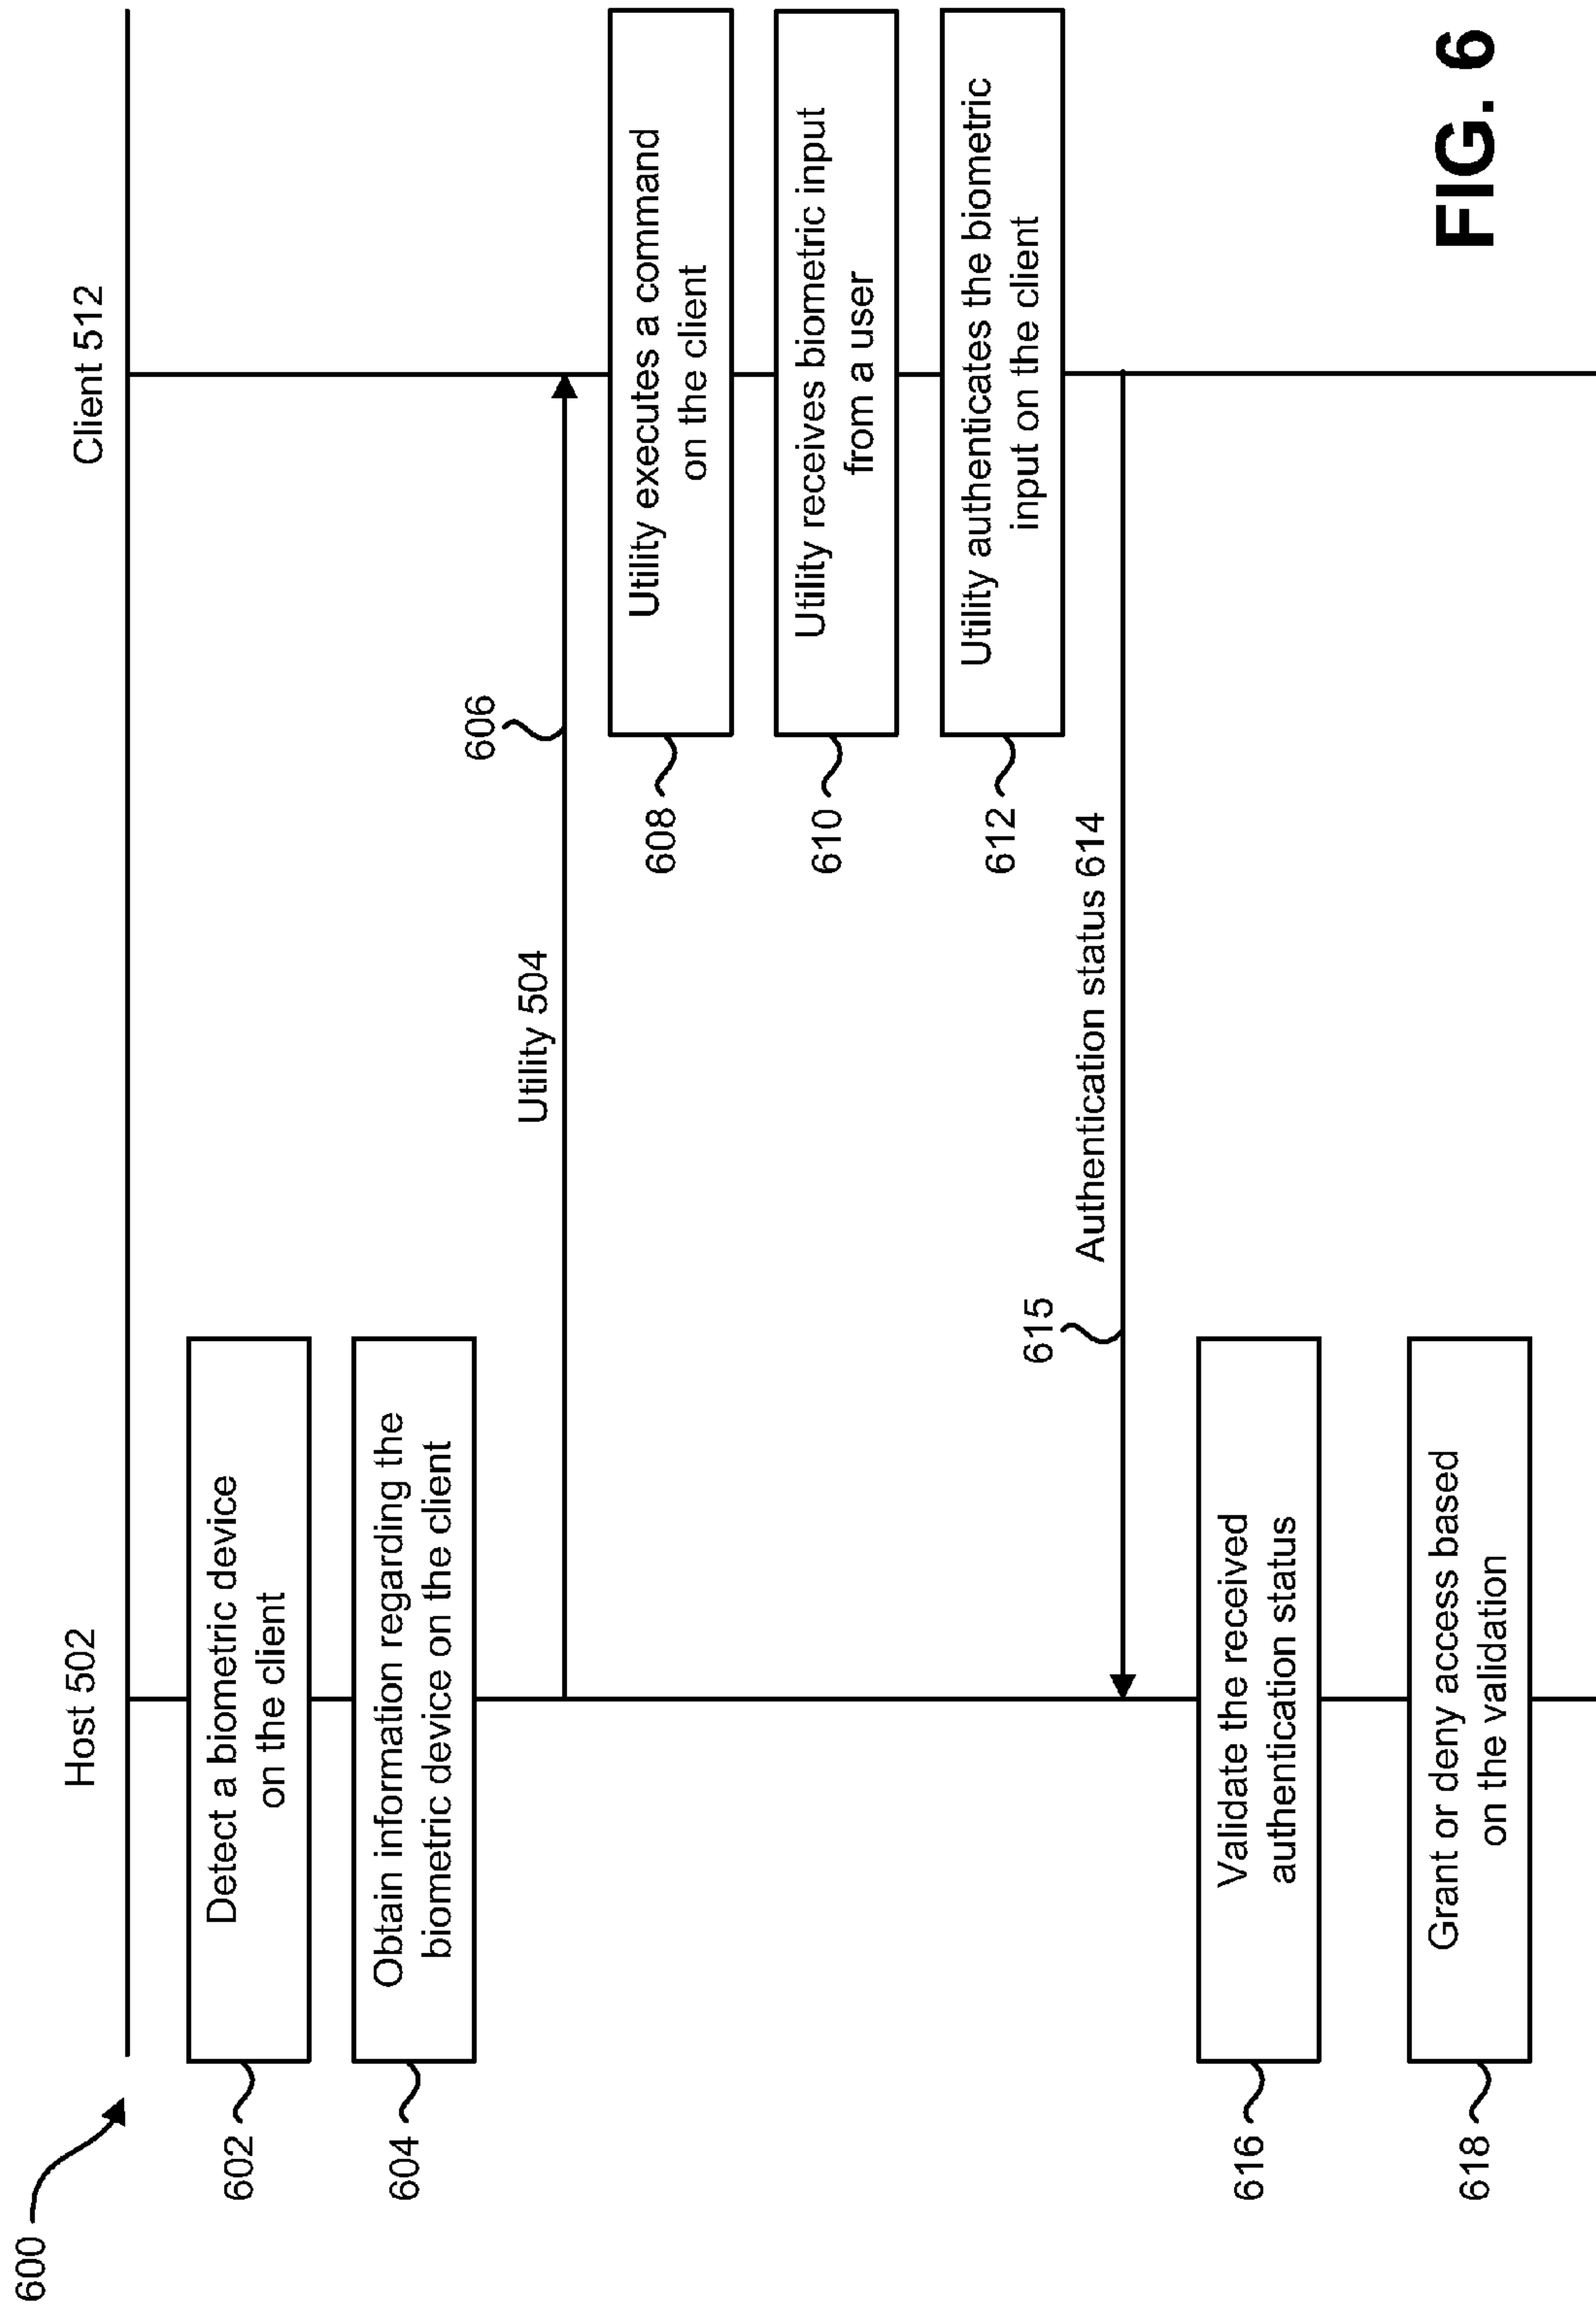 600
Host 502
Client 512
602
Detect a biometric device
on the client
604
Obtain information regarding the
biometric device on the client
Utility 504
606
608
Utility executes a command
on the client
610
Utility receives biometric input
from a user
612
Utility authenticates the biometric
input on the client
615
Authentication status 614
616
Validate the received
authentication status
618
Grant or deny access based
on the validation
FIG. 6